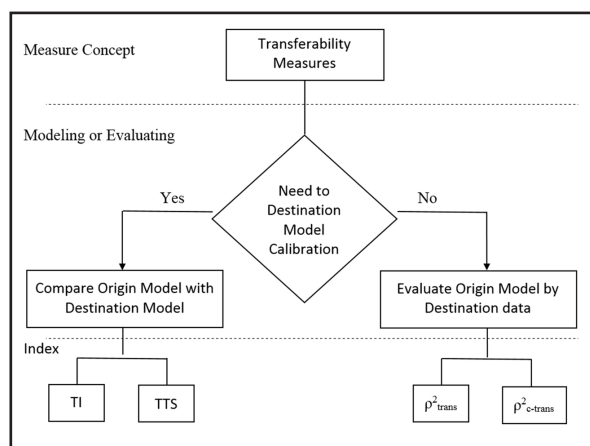 Measure Concept
Transferability
Measures
Modeling or Evaluating
Need to
Destination
Model
Calibration
Yes
No
Compare Origin Model with
Destination Model
Evaluate Origin Model by
Destination data
Index
TI
TTS
ρ²trans
ρ²c-trans